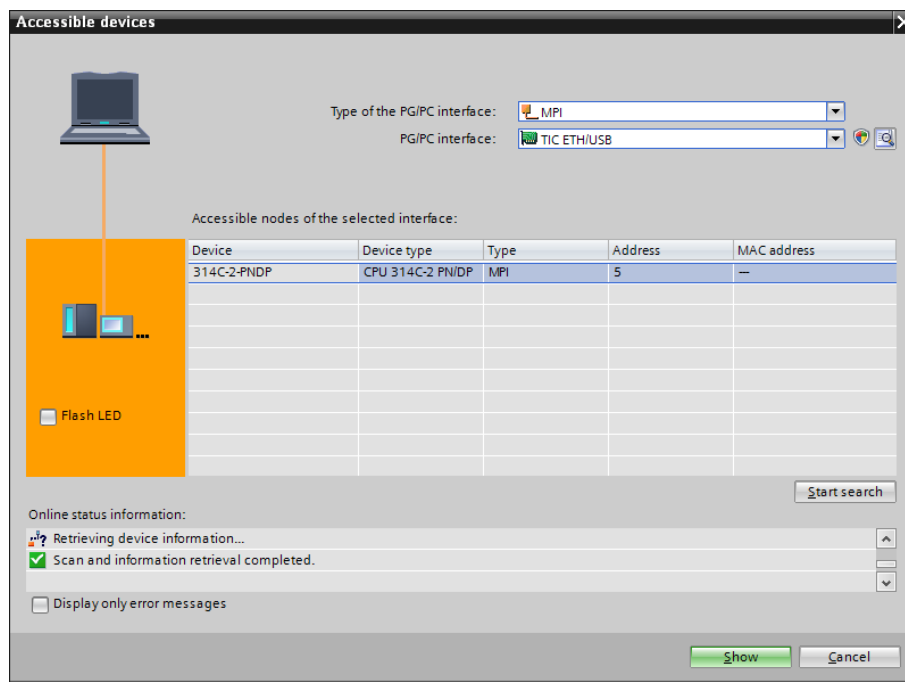 Accessible devices
Type of the PG/PC interface: MPI
PG/PC interface: TIC ETH/USB
Accessible nodes of the selected interface:
Device Device type Type Address MAC address
314C-2-PNDP CPU 314C-2 PN/DP MPI 5 —
Flash LED
Start search
Online status information:
Retrieving device information...
Scan and information retrieval completed.
Display only error messages
Show Cancel